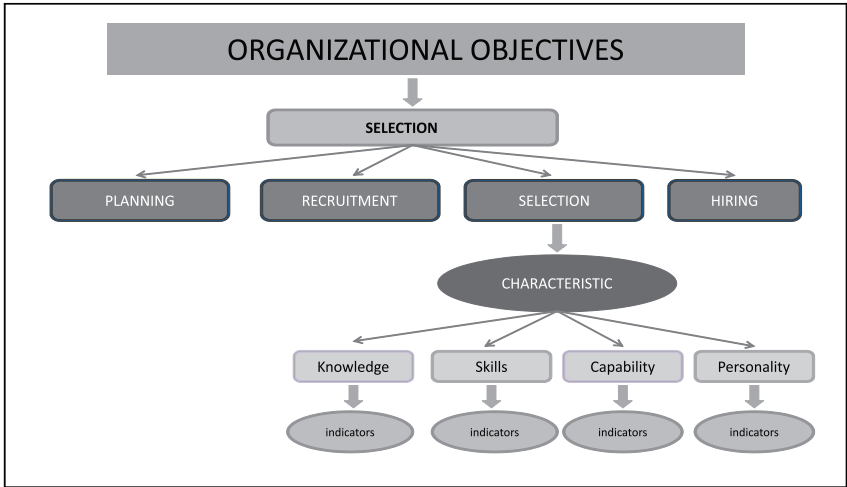 ORGANIZATIONAL OBJECTIVES
SELECTION
PLANNING
RECRUITMENT
SELECTION
HIRING
CHARACTERISTIC
Knowledge
Skills
Capability
Personality
indicators
indicators
indicators
indicators